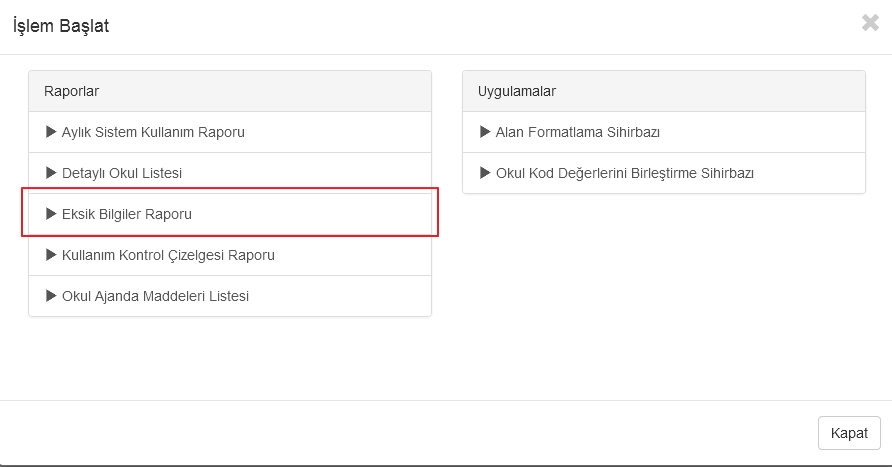 İşlem Başlat
Raporlar
Aylık Sistem Kullanım Raporu
Detaylı Okul Listesi
Eksik Bilgiler Raporu
Kullanım Kontrol Çizelgesi Raporu
Okul Ajanda Maddeleri Listesi
Uygulamalar
Alan Formatlama Sihirbazı
Okul Kod Değerlerini Birleştirme Sihirbazı
Kapat